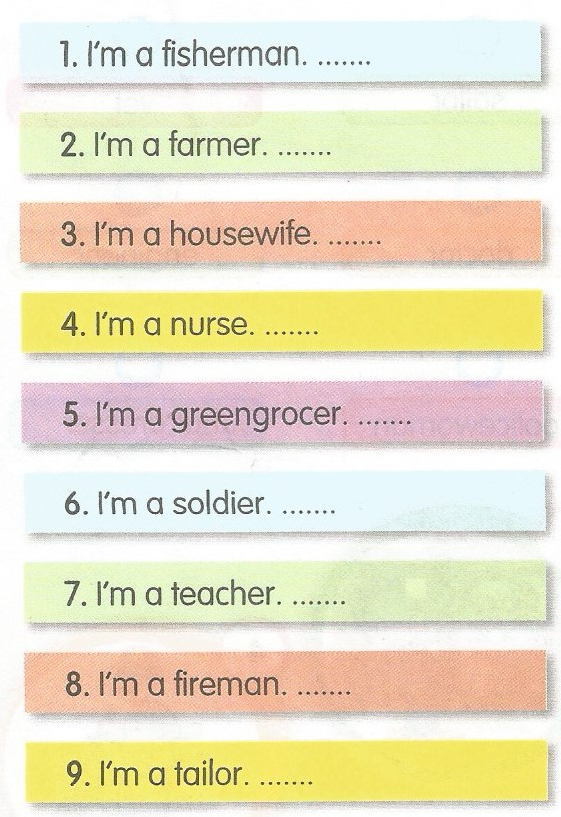 1. I'm a fisherman. .......
2. I'm a farmer. .......
3. I'm a housewife. .......
4. I'm a nurse. .......
5. I'm a greengrocer. .......
6. I'm a soldier. .......
7. I'm a teacher. .......
8. I'm a fireman. .......
9. I'm a tailor. .......